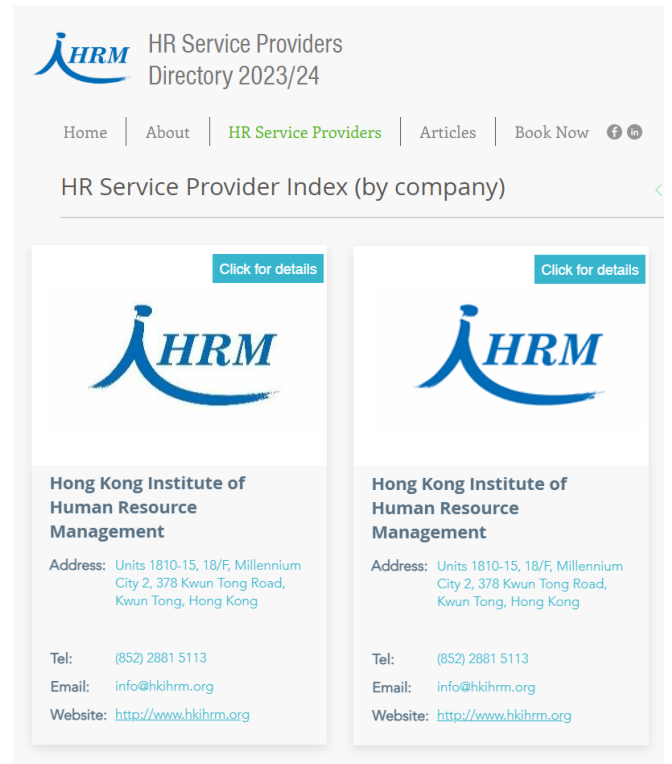 HRM
HR Service Providers
Directory 2023/24
Home
About
HR Service Providers
Articles
Book Now
f
in
HR Service Provider Index (by company)
Click for details
HRM
Hong Kong Institute of
Human Resource
Management
Address: Units 1810-15, 18/F, Millennium
City 2, 378 Kwun Tong Road,
Kwun Tong, Hong Kong
Tel: (852) 2881 5113
Email: info@hkihrm.org
Website: http://www.hkihrm.org
Click for details
HRM
Hong Kong Institute of
Human Resource
Management
Address: Units 1810-15, 18/F, Millennium
City 2, 378 Kwun Tong Road,
Kwun Tong, Hong Kong
Tel: (852) 2881 5113
Email: info@hkihrm.org
Website: http://www.hkihrm.org